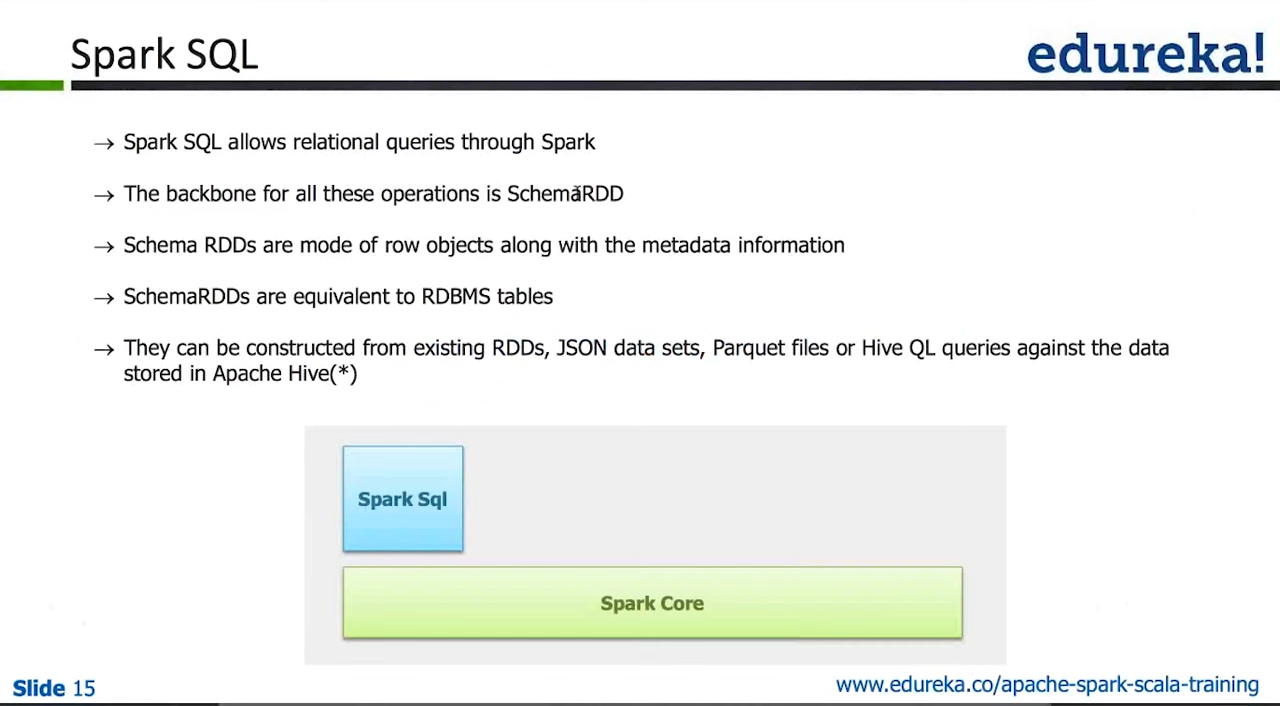 Spark SQL
edureka!
→ Spark SQL allows relational queries through Spark
→ The backbone for all these operations is SchemaRDD
→ Schema RDDs are mode of row objects along with the metadata information
→ SchemaRDDs are equivalent to RDBMS tables
→ They can be constructed from existing RDDs, JSON data sets, Parquet files or Hive QL queries against the data
stored in Apache Hive(*)
Spark Sql
Spark Core
Slide 15
www.edureka.co/apache-spark-scala-training